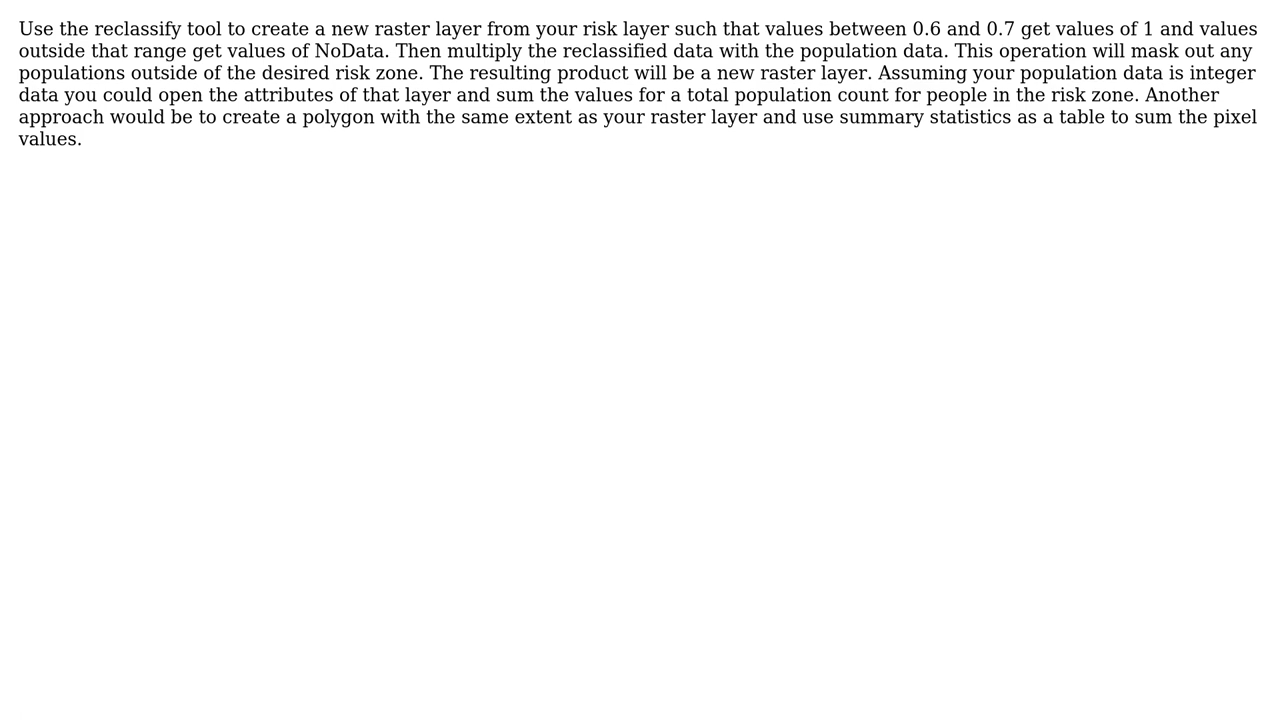 Use the reclassify tool to create a new raster layer from your risk layer such that values between 0.6 and 0.7 get values of 1 and values
outside that range get values of NoData. Then multiply the reclassified data with the population data. This operation will mask out any
populations outside of the desired risk zone. The resulting product will be a new raster layer. Assuming your population data is integer
data you could open the attributes of that layer and sum the values for a total population count for people in the risk zone. Another
approach would be to create a polygon with the same extent as your raster layer and use summary statistics as a table to sum the pixel
values.